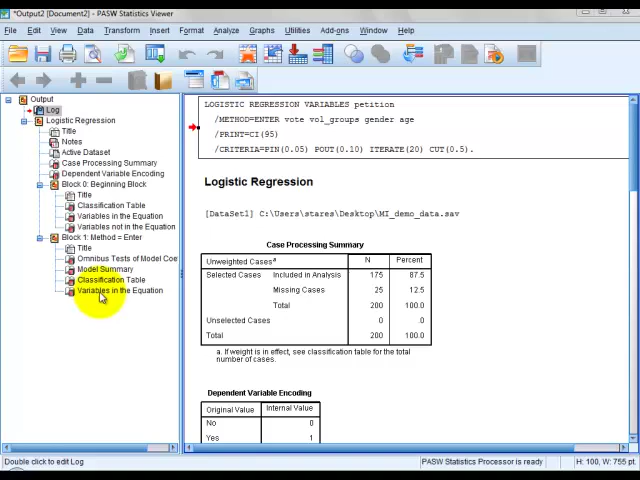 *Output2 [Document2] - PASW Statistics Viewer
File Edit View Data Transform Insert Format Analyze Graphs Utilities Add-ons Window Help
Output
Log
Logistic Regression
Title
Notes
Active Dataset
Case Processing Summary
Dependent Variable Encoding
Block 0: Beginning Block
Title
Classification Table
Variables in the Equation
Variables not in the Equation
Block 1: Method = Enter
Title
Omnibus Tests of Model Coe
Model Summary
Classification Table
Variables in the Equation
LOGISTIC REGRESSION VARIABLES petition
/METHOD=ENTER vote vol_groups gender age
/PRINT=CI(95)
/CRITERIA=PIN(0.05) POUT(0.10) ITERATE(20) CUT(0.5).
Logistic Regression
[DataSet1] C:\Users\stares\Desktop\MI_demo_data.sav
Case Processing Summary
Unweighted Cases a N Percent
Selected Cases Included in Analysis 175 87.5
Missing Cases 25 12.5
Total 200 100.0
Unselected Cases 0 .0
Total 200 100.0
a. If weight is in effect, see classification table for the total
number of cases.
Dependent Variable Encoding
Original Value Internal Value
No 0
Yes 1
Double click to edit Log PASW Statistics Processor is ready H: 100, W: 755 pt.